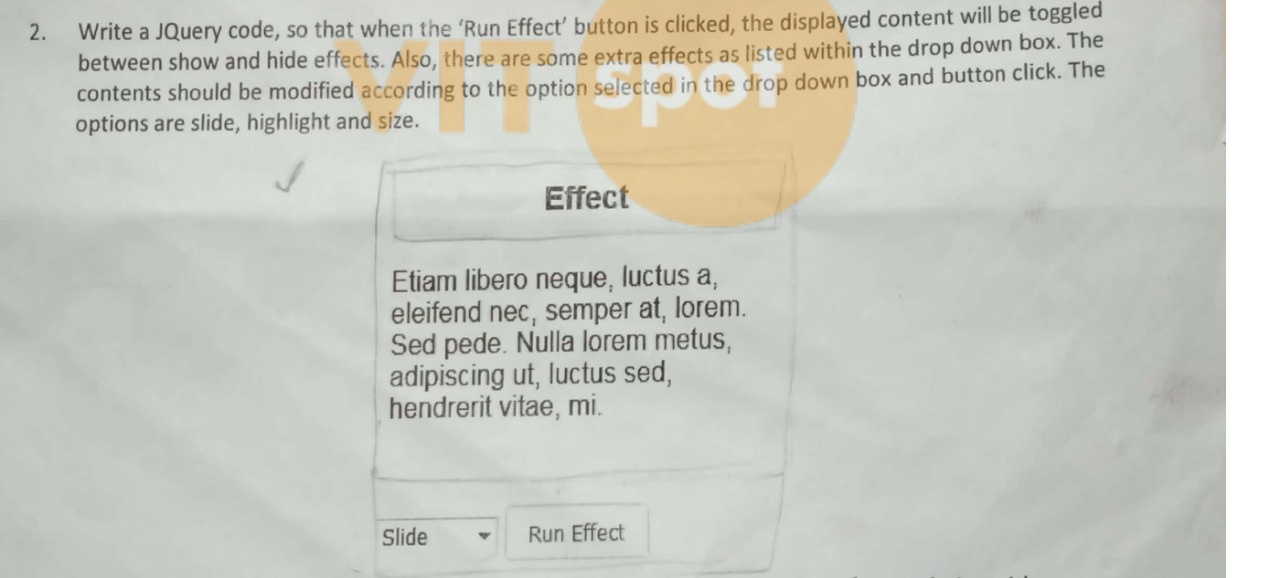 2. Write a JQuery code, so that when the ‘Run Effect’ button is clicked, the displayed content will be toggled
between show and hide effects. Also, there are some extra effects as listed within the drop down box. The
contents should be modified according to the option selected in the drop down box and button click. The
options are slide, highlight and size.
VIT spot
Effect
Etiam libero neque, luctus a,
eleifend nec, semper at, lorem.
Sed pede. Nulla lorem metus,
adipiscing ut, luctus sed,
hendrerit vitae, mi.
Slide Run Effect